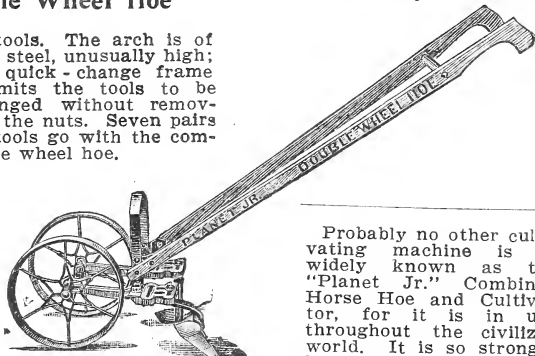 le Wheel Hoe
tools. The arch is of
steel, unusually high;
quick-change frame
mits the tools to be
nged without remov-
the nuts. Seven pairs
tools go with the com-
e wheel hoe.
PLANET JR. DOUBLE WHEEL HOE
Probably no other cul
vating machine is
widely known as t
"Planet Jr." Combin
Horse Hoe and Cultiv
tor, for it is in u
throughout the civiliz
world. It is so strong